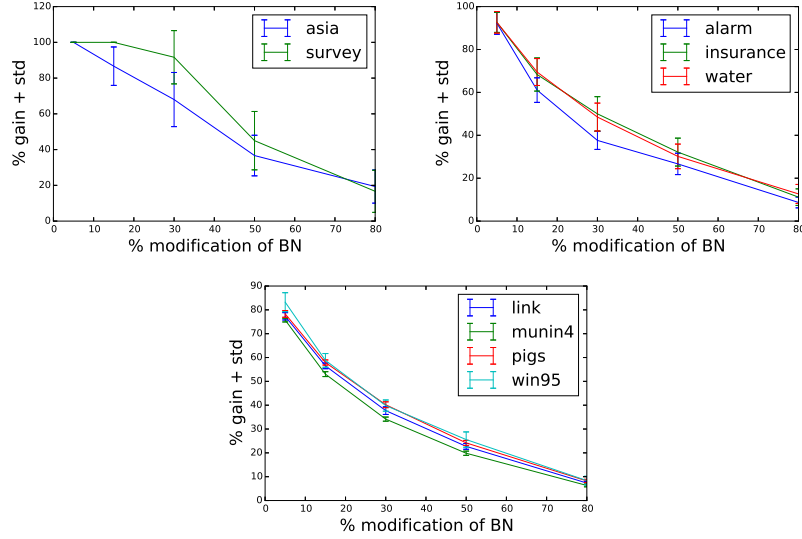 120
100
80
60
40
20
0
% gain + std
asia
survey
0 10 20 30 40 50 60 70 80
% modification of BN
100
80
60
40
20
0
% gain + std
alarm
insurance
water
0 10 20 30 40 50 60 70 80
% modification of BN
90
80
70
60
50
40
30
20
10
0
% gain + std
link
munin4
pigs
win95
0 10 20 30 40 50 60 70 80
% modification of BN